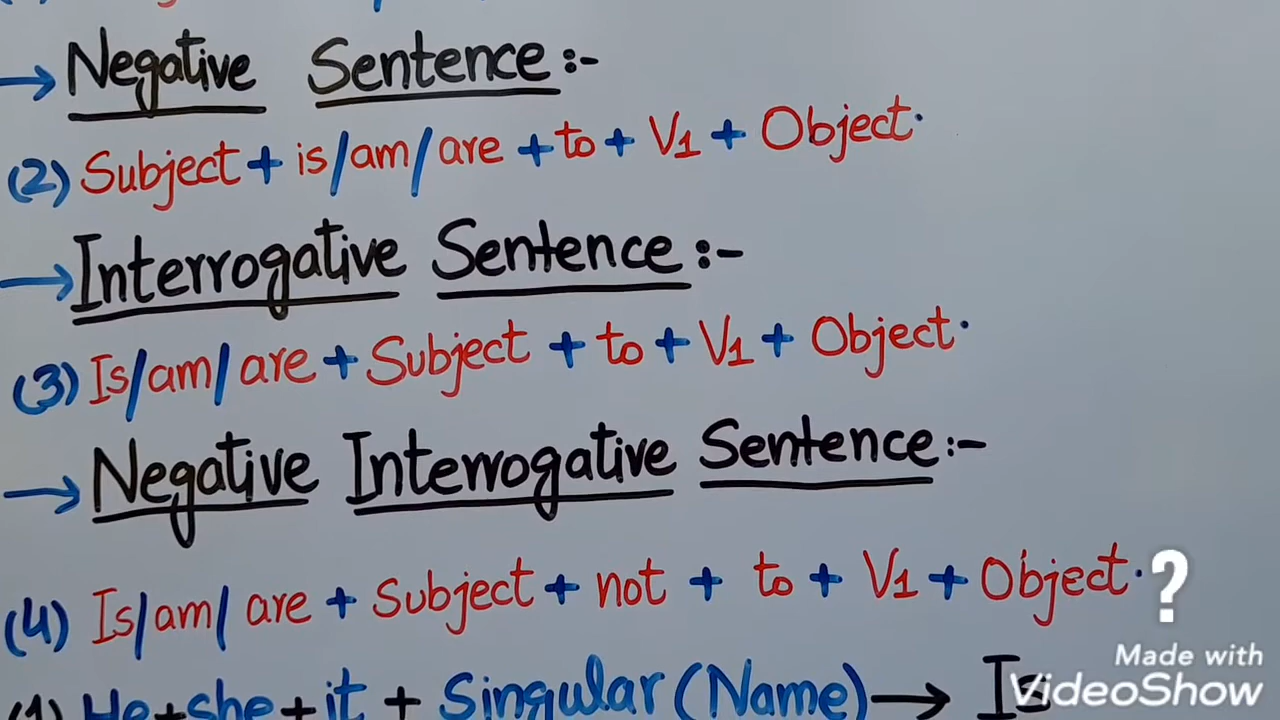 → Negative Sentence :-
(2) Subject + is/am/are + to + V1 + Object.
→ Interrogative Sentence :-
(3) Is/am/are + Subject + to + V1 + Object.
→ Negative Interrogative Sentence :-
(4) Is/am/are + Subject + not + to + V1 + Object. ?
(1) He+she+it + Singular (Name) → Is
Made with
VideoShow